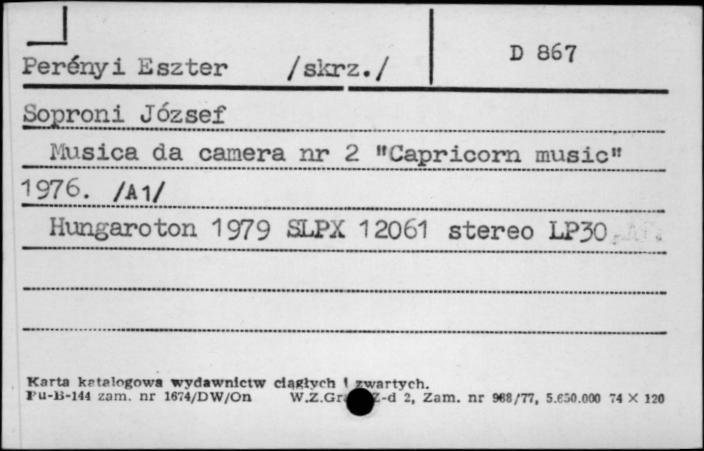 Perényi Eszter /skrz./ D 867
Soproni József
Musica da camera nr 2 "Capricorn music"
1976. /A1/
Hungaroton 1979 SLPX 12061 stereo LP30
Karta katalogowa wydawnictw ciągłych i zwartych.
Pu-B-144 zam. nr 1674/DW/On W.Z.Graf. Z-d 2, Zam. nr 968/77, 5.650.000 74 X 120